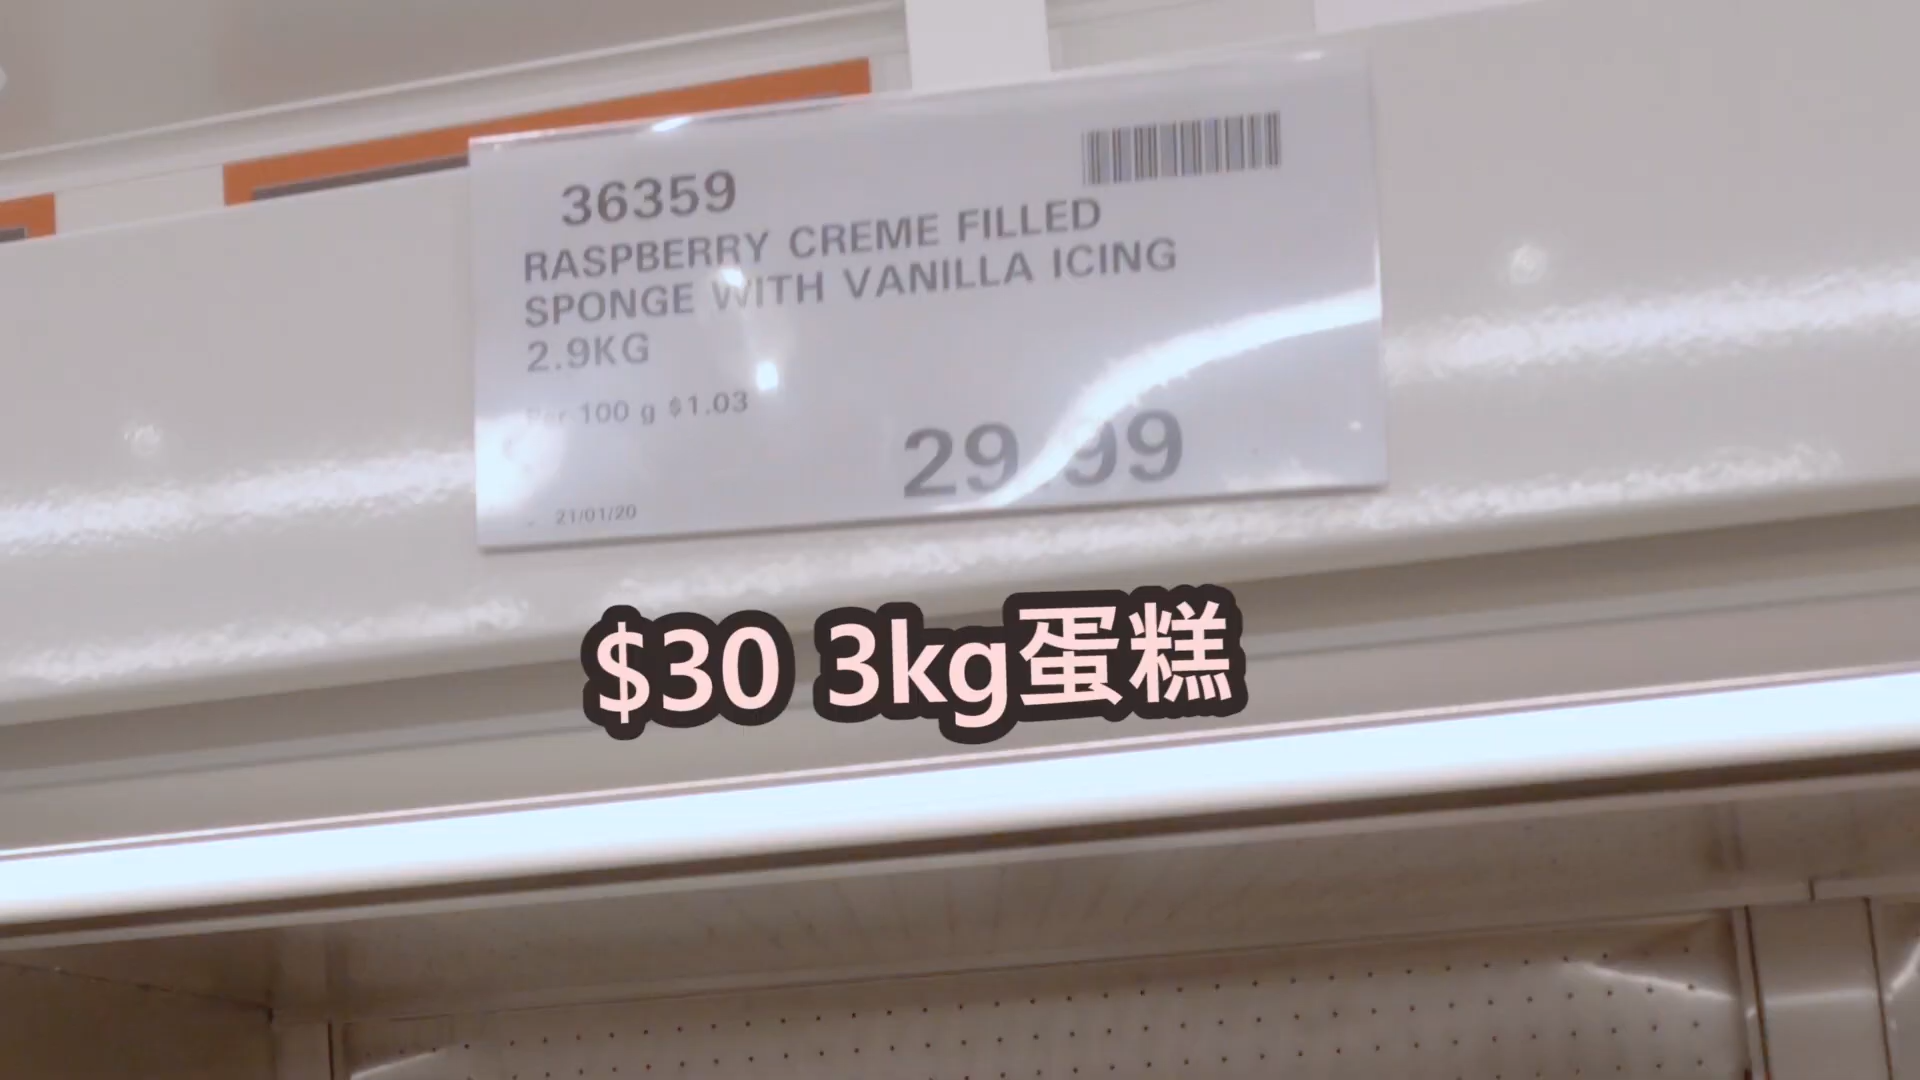 36359
RASPBERRY CREME FILLED
SPONGE WITH VANILLA ICING
2.9KG
Per 100 g $1.03
29.99
21/01/20
$30 3kg蛋糕